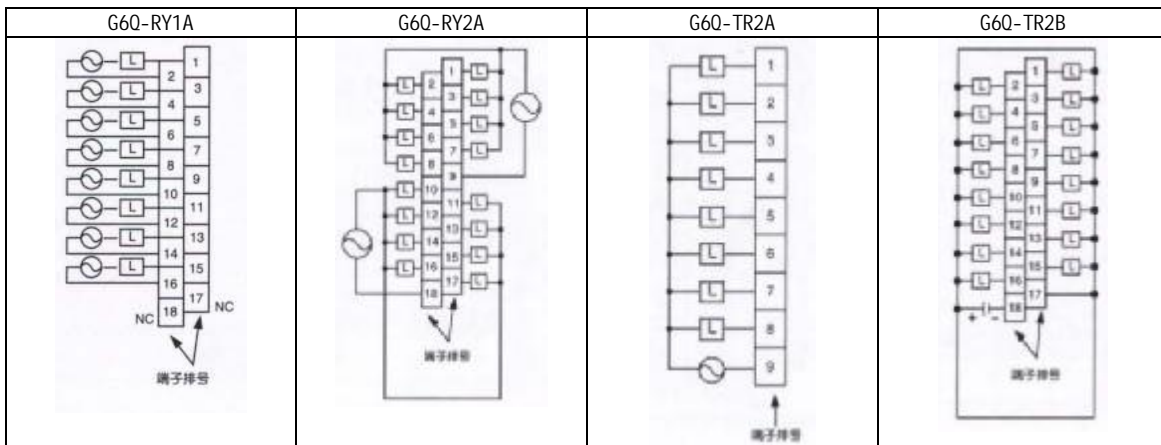 G6Q-RY1A
G6Q-RY2A
G6Q-TR2A
G6Q-TR2B
L 1
2
L 3
4
L 5
6
L 7
8
L 9
10
L 11
12
L 13
14
L 15
16
17 NC
NC 18
端子排号
1 L
L 2
3 L
L 4
5 L
L 6
7 L
L 8
9
L 10
11 L
L 12
13 L
L 14
15 L
L 16
17 L
18
端子排号
L 1
L 2
L 3
L 4
L 5
L 6
L 7
L 8
9
端子排号
1 L
L 2
3 L
L 4
5 L
L 6
7 L
L 8
9 L
L 10
11 L
L 12
13 L
L 14
15 L
L 16
17
+ - 18
端子排号